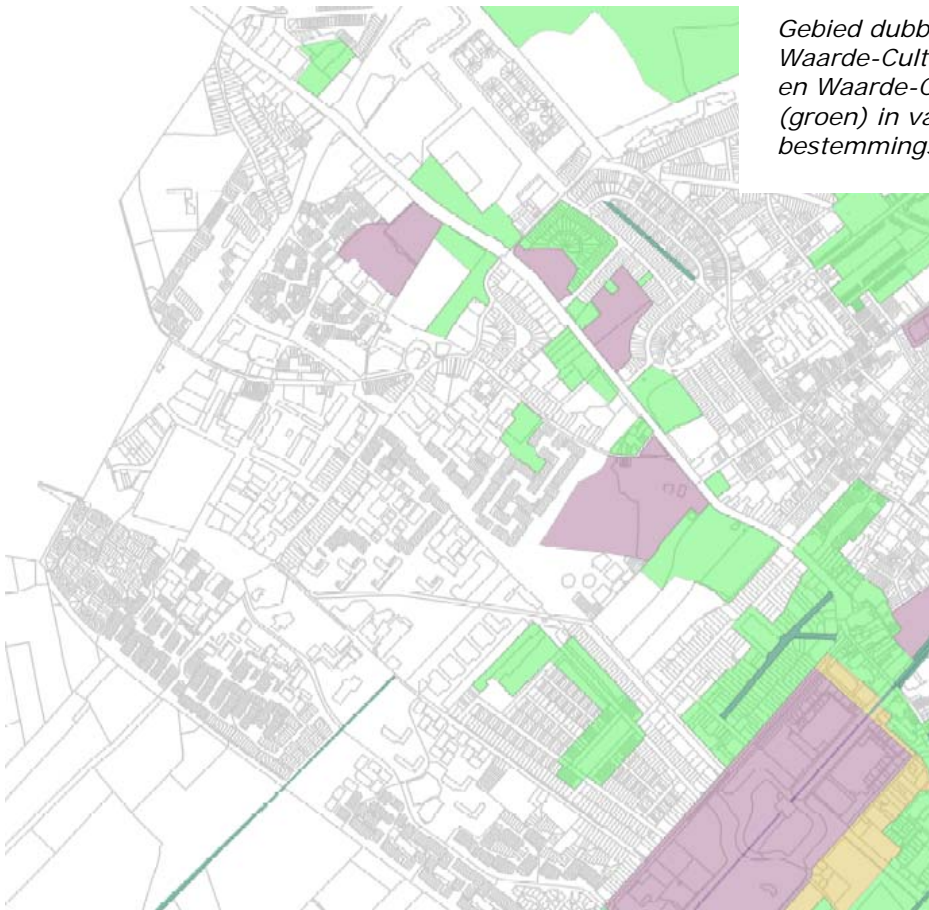 Gebied dubb
Waarde-Cult
en Waarde-C
(groen) in va
bestemmings